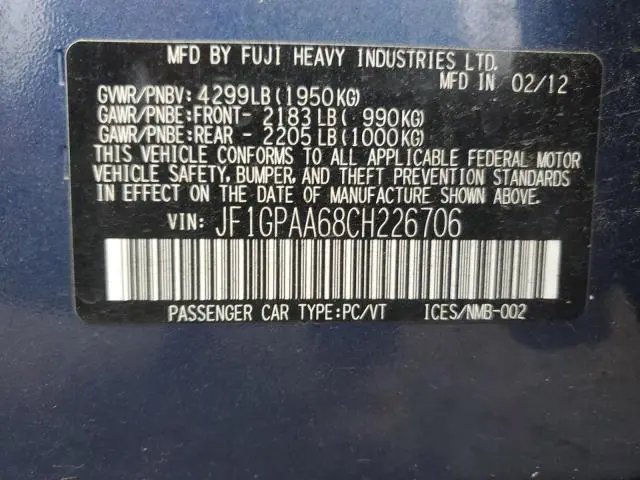 MFD BY FUJI HEAVY INDUSTRIES LTD.
MFD IN 02/12
GVWR/PNBV: 4299LB(1950KG)
GAWR/PNBE:FRONT- 2183LB( 990KG)
GAWR/PNBE:REAR - 2205LB(1000KG)
THIS VEHICLE CONFORMS TO ALL APPLICABLE FEDERAL MOTOR
VEHICLE SAFETY, BUMPER, AND THEFT PREVENTION STANDARDS
IN EFFECT ON THE DATE OF MANUFACTURE SHOWN ABOVE.
VIN: JF1GPAA68CH226706
PASSENGER CAR TYPE:PC/VT ICES/NMB-002